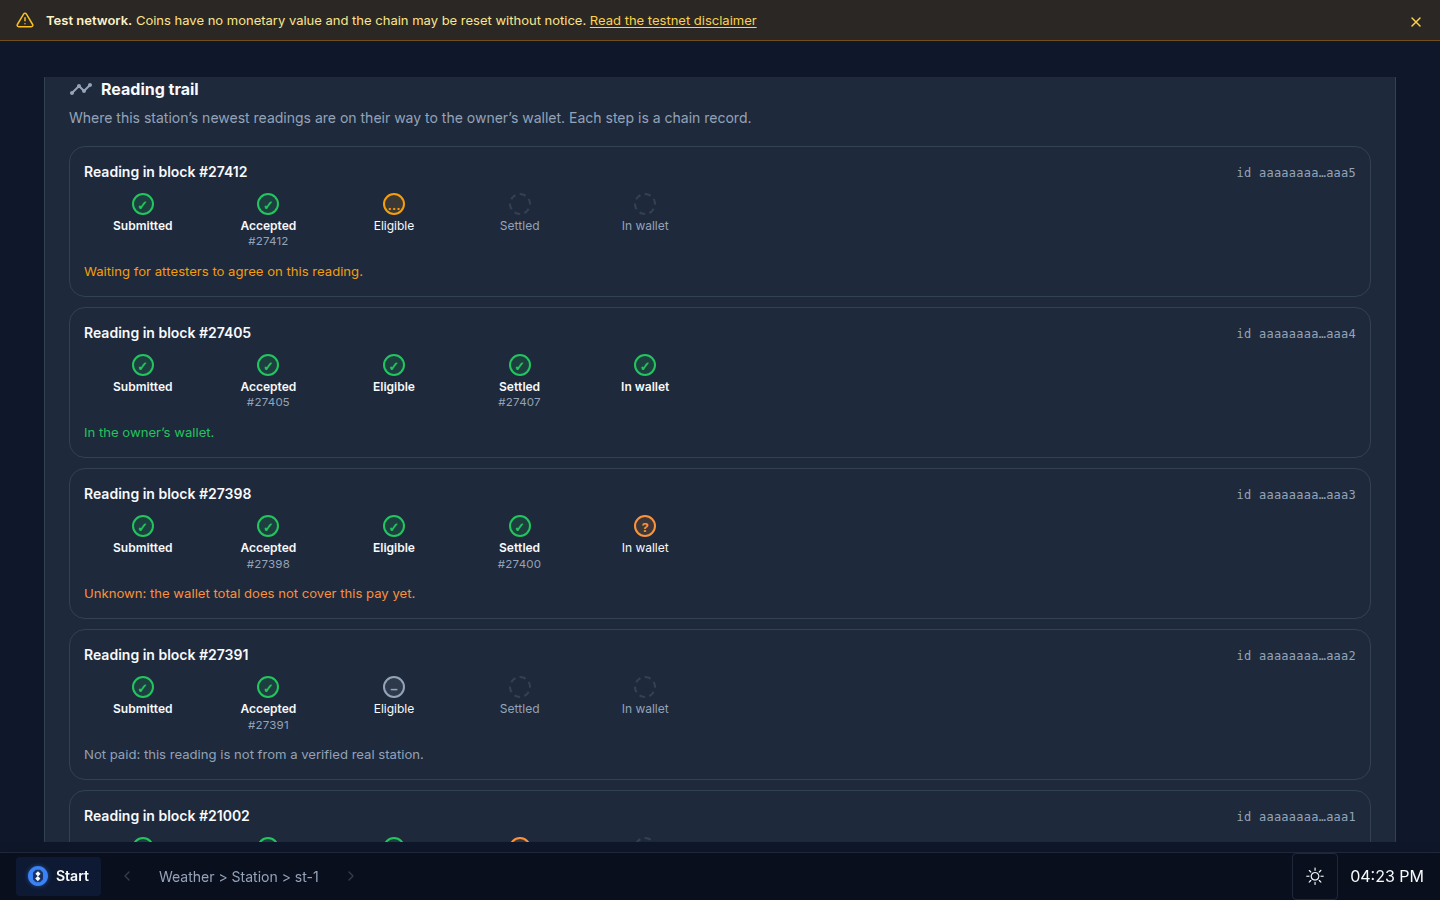 Test network. Coins have no monetary value and the chain may be reset without notice. Read the testnet disclaimer
Reading trail
Where this station’s newest readings are on their way to the owner’s wallet. Each step is a chain record.
Reading in block #27412
id aaaaaaaa…aaa5
Submitted
Accepted
#27412
Eligible
Settled
In wallet
Waiting for attesters to agree on this reading.
Reading in block #27405
id aaaaaaaa…aaa4
Submitted
Accepted
#27405
Eligible
Settled
#27407
In wallet
In the owner’s wallet.
Reading in block #27398
id aaaaaaaa…aaa3
Submitted
Accepted
#27398
Eligible
Settled
#27400
?
In wallet
Unknown: the wallet total does not cover this pay yet.
Reading in block #27391
id aaaaaaaa…aaa2
Submitted
Accepted
#27391
Eligible
Settled
In wallet
Not paid: this reading is not from a verified real station.
Reading in block #21002
id aaaaaaaa…aaa1
Start
Weather > Station > st-1
04:23 PM